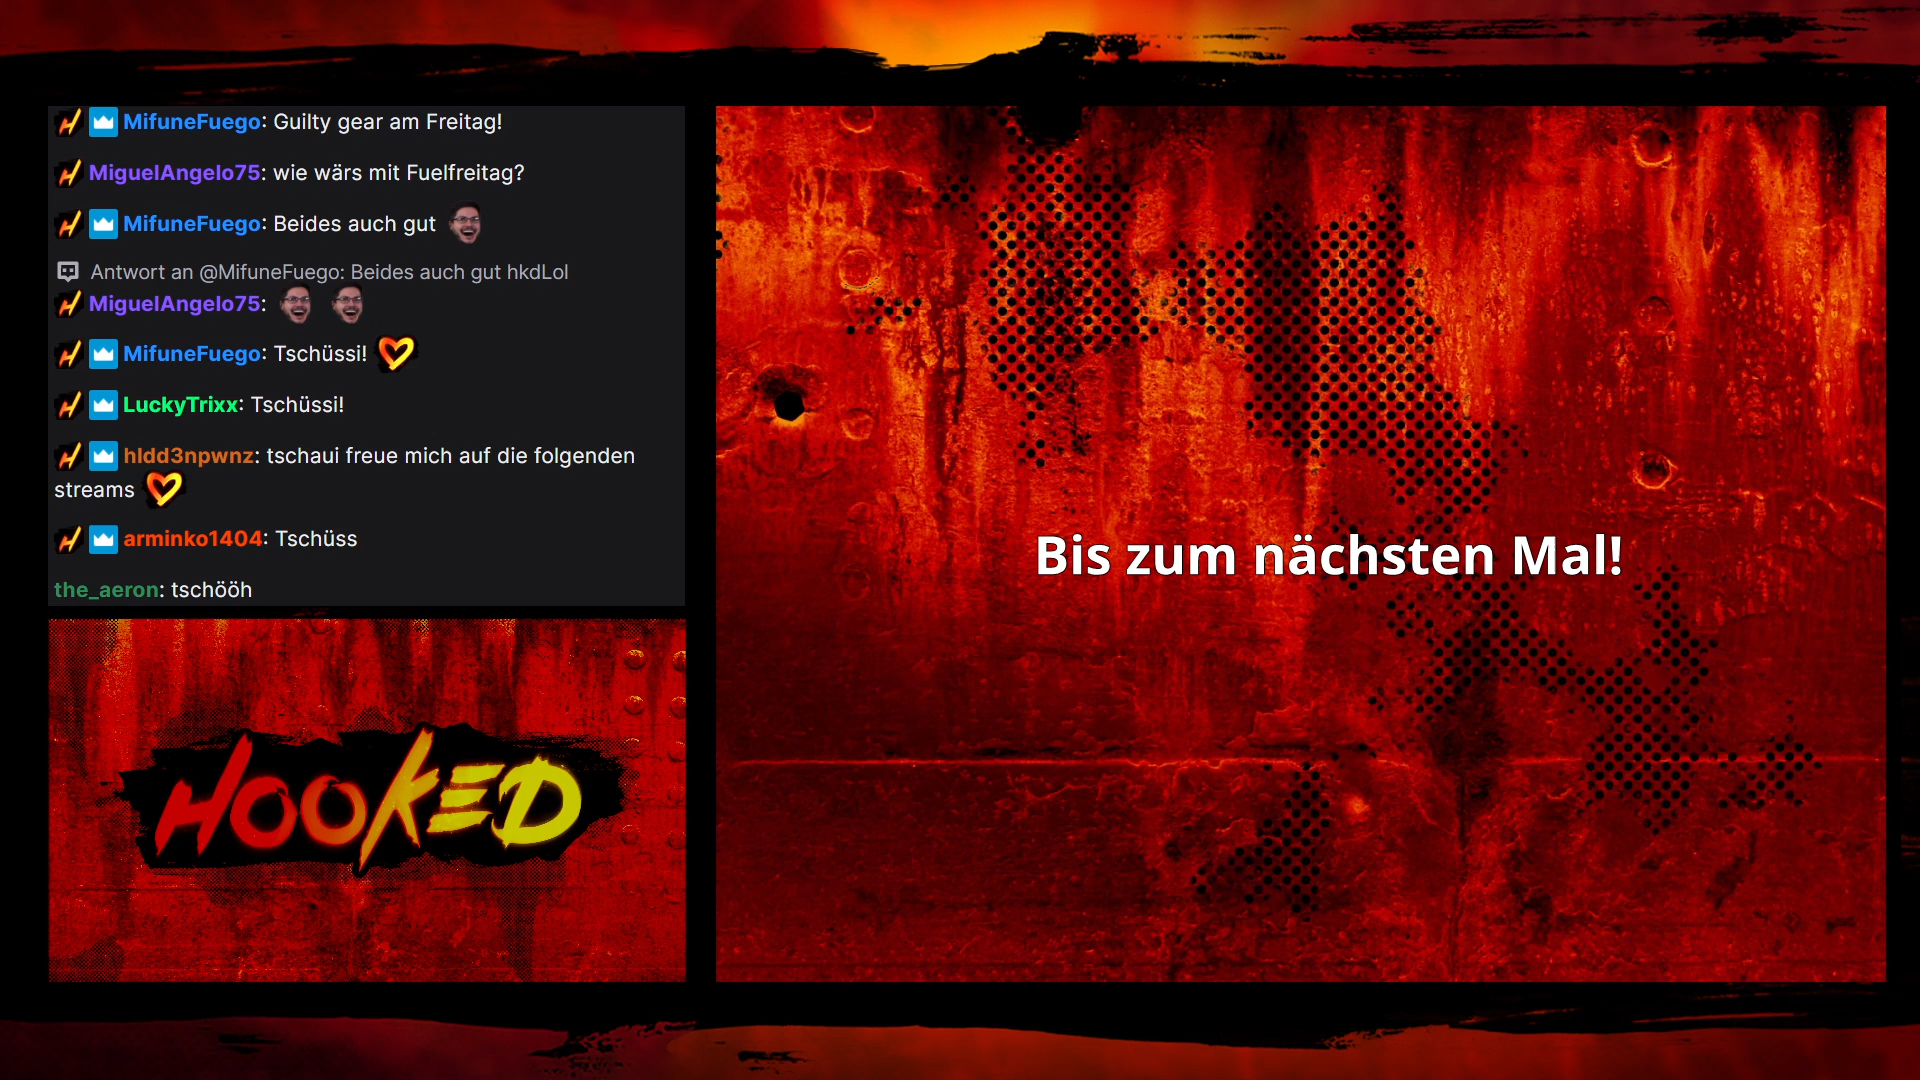 MifuneFuego: Guilty gear am Freitag!
MiguelAngelo75: wie wärs mit Fuelfreitag?
MifuneFuego: Beides auch gut
Antwort an @MifuneFuego: Beides auch gut hkdLol
MiguelAngelo75:
MifuneFuego: Tschüssi!
LuckyTrixx: Tschüssi!
hldd3npwnz: tschaui freue mich auf die folgenden
streams
arminko1404: Tschüss
the_aeron: tschööh
HOOKED
Bis zum nächsten Mal!